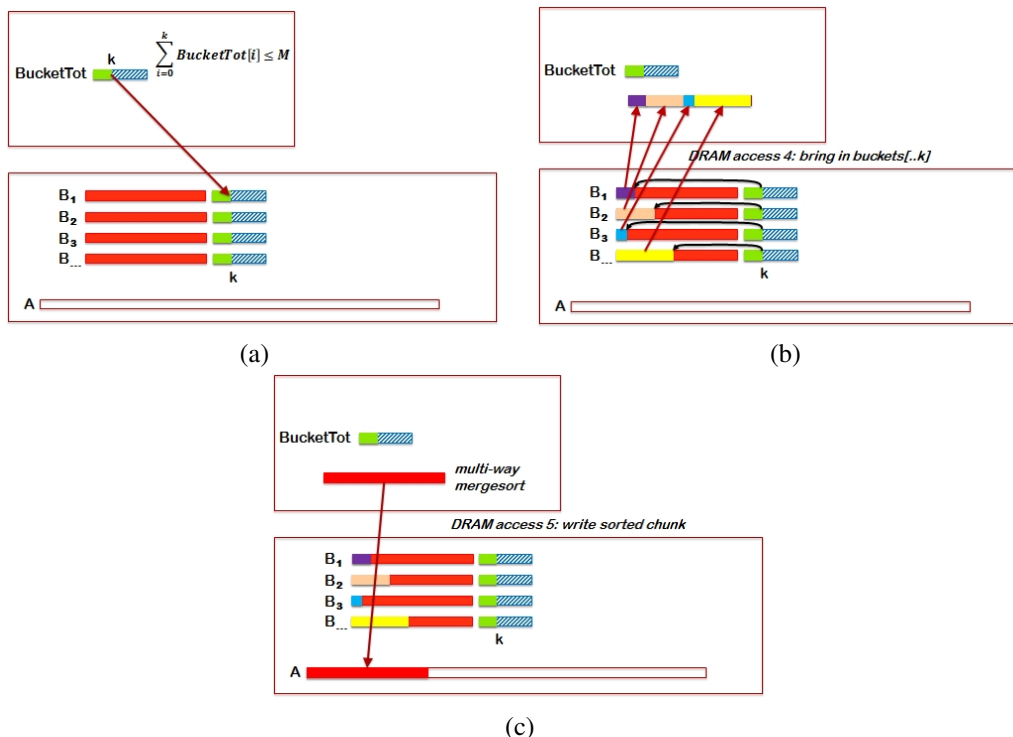 k
BucketTot
k
∑ BucketTot[i] ≤ M
i=0
B1
B2
B3
B...
k
A
(a)
BucketTot
DRAM access 4: bring in buckets[..k]
B1
B2
B3
B...
k
A
(b)
BucketTot
multi-way
mergesort
DRAM access 5: write sorted chunk
B1
B2
B3
B...
k
A
(c)